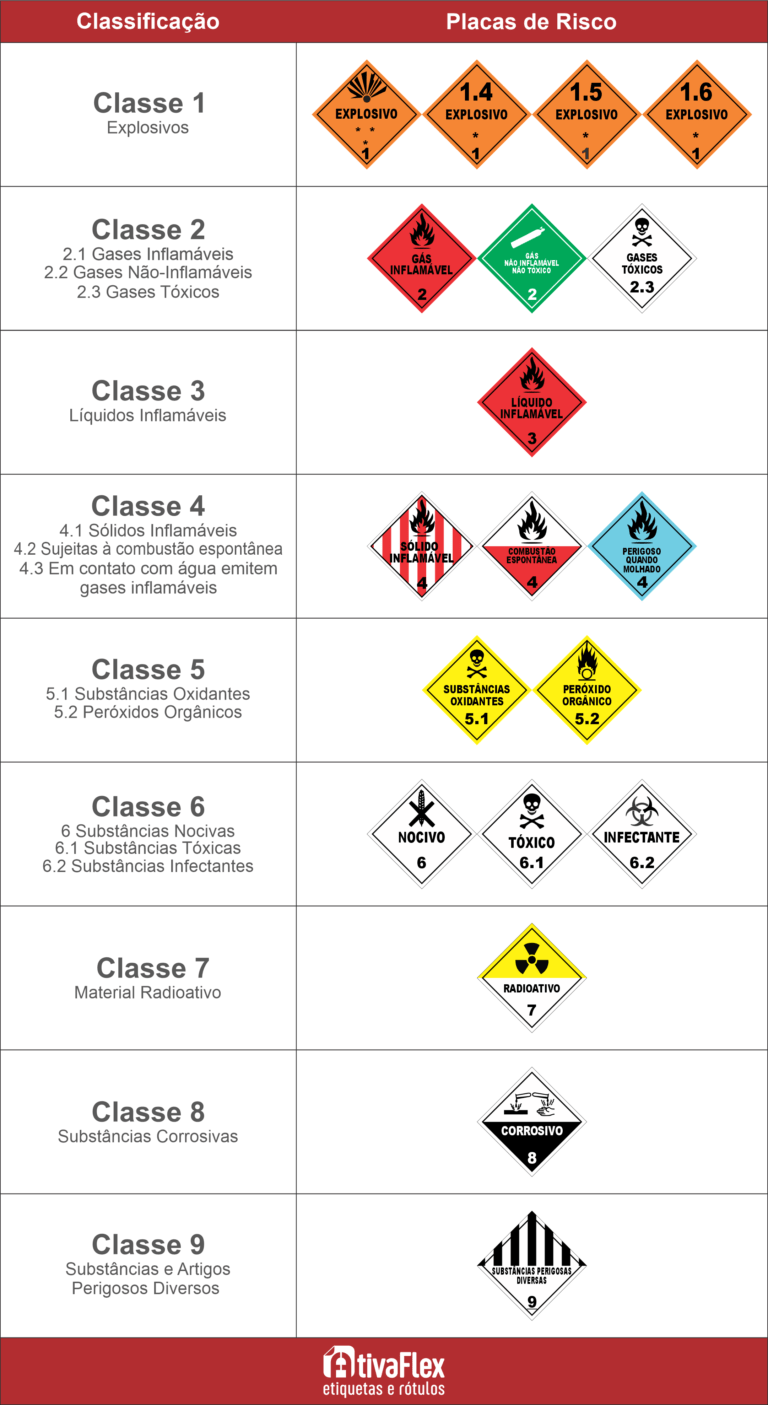 Classificação
Placas de Risco
Classe 1
Explosivos
EXPLOSIVO
* *
*
1
1.4
EXPLOSIVO
*
1
1.5
EXPLOSIVO
*
1
1.6
EXPLOSIVO
*
1
Classe 2
2.1 Gases Inflamáveis
2.2 Gases Não-Inflamáveis
2.3 Gases Tóxicos
GÁS
INFLAMÁVEL
2
GÁS
NÃO INFLAMÁVEL
NÃO TÓXICO
2
GASES
TÓXICOS
2.3
Classe 3
Líquidos Inflamáveis
LÍQUIDO
INFLAMÁVEL
3
Classe 4
4.1 Sólidos Inflamáveis
4.2 Sujeitas à combustão espontânea
4.3 Em contato com água emitem
gases inflamáveis
SÓLIDO
INFLAMÁVEL
4
COMBUSTÃO
ESPONTÂNEA
4
PERIGOSO
QUANDO
MOLHADO
4
Classe 5
5.1 Substâncias Oxidantes
5.2 Peróxidos Orgânicos
SUBSTÂNCIAS
OXIDANTES
5.1
PERÓXIDO
ORGÂNICO
5.2
Classe 6
6 Substâncias Nocivas
6.1 Substâncias Tóxicas
6.2 Substâncias Infectantes
NOCIVO
6
TÓXICO
6.1
INFECTANTE
6.2
Classe 7
Material Radioativo
RADIOATIVO
7
Classe 8
Substâncias Corrosivas
CORROSIVO
8
Classe 9
Substâncias e Artigos
Perigosos Diversos
SUBSTÂNCIAS PERIGOSAS
DIVERSAS
9
AtivaFlex
etiquetas e rótulos